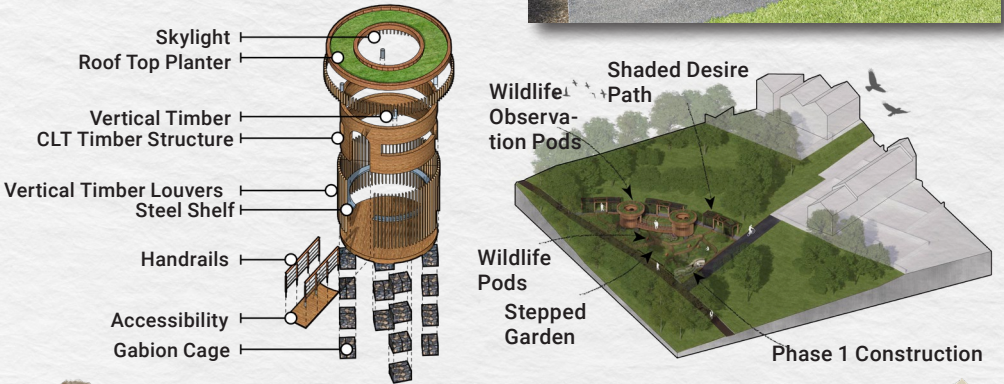 Skylight
Roof Top Planter
Vertical Timber
CLT Timber Structure
Vertical Timber Louvers
Steel Shelf
Handrails
Accessibility
Gabion Cage
Wildlife
Observa-
tion Pods
Shaded Desire
Path
Wildlife
Pods
Stepped
Garden
Phase 1 Construction